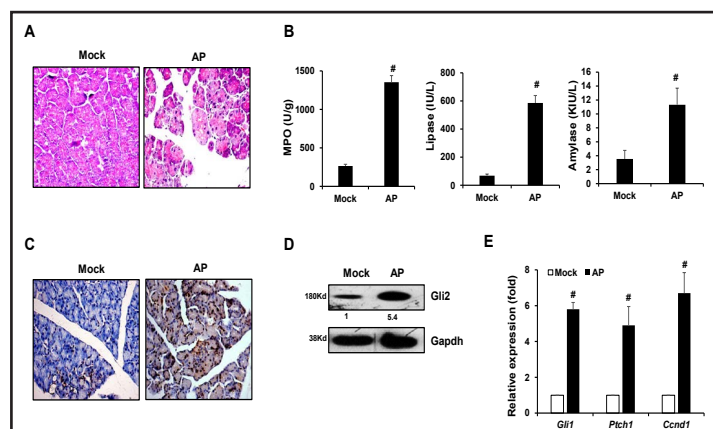 A
Mock AP
B
MPO (U/g)
1500
1000
500
0
#
Mock AP
Lipase (IU/L)
800
600
400
200
0
#
Mock AP
Amylase (KIU/L)
16
14
12
10
8
6
4
2
0
#
Mock AP
C
Mock AP
D
Mock AP
180Kd Gli2
1 5.4
38Kd Gapdh
E
Relative expression (fold)
8
6
4
2
0
Mock AP
# # #
Gli1 Ptch1 Ccnd1